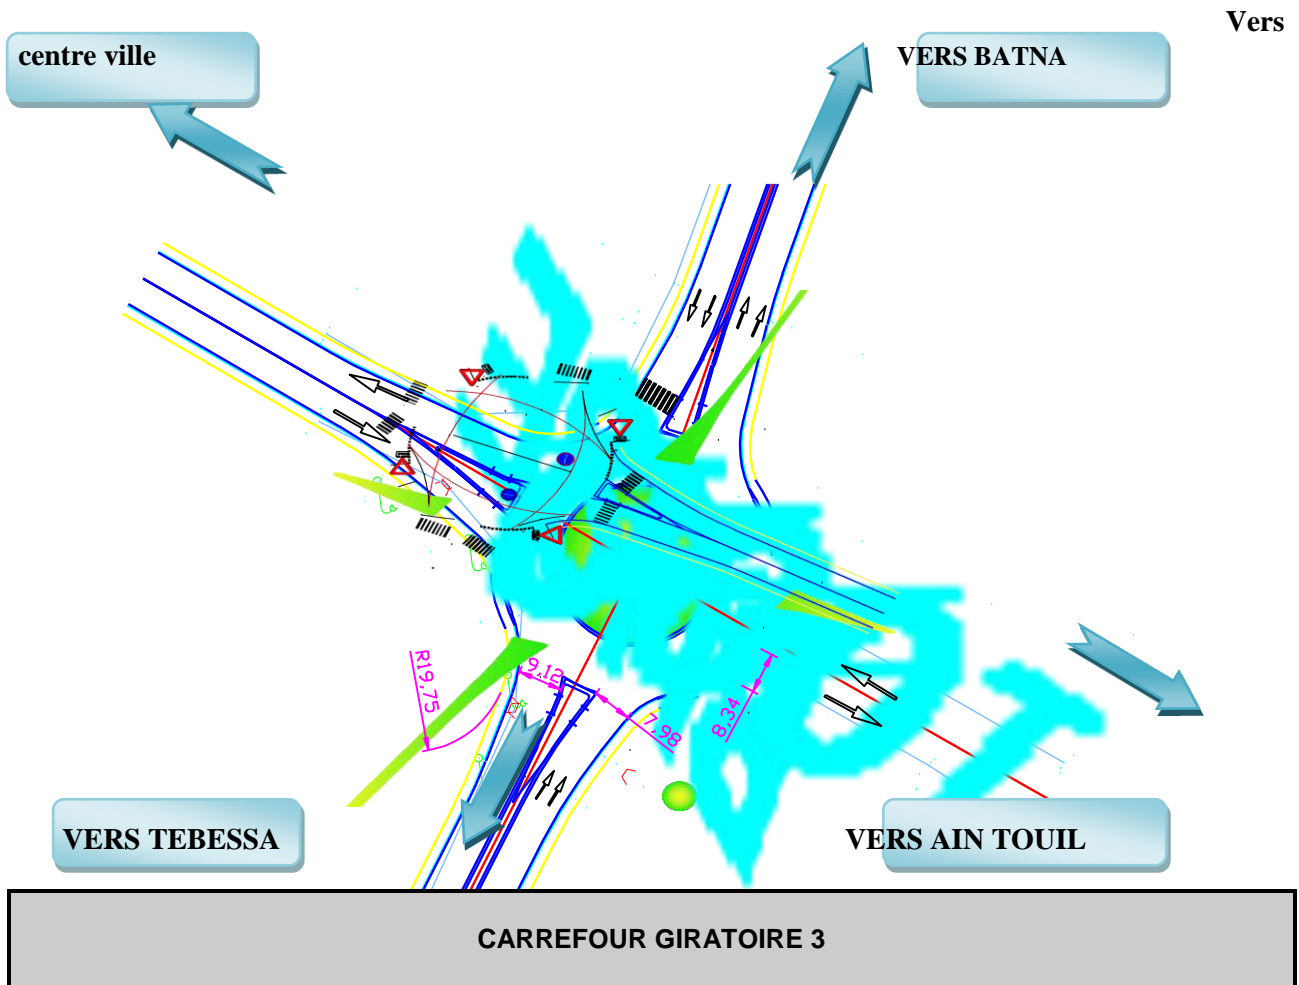 Vers
centre ville
VERS BATNA
R19,75
9,12
7,98
8,34
VERS TEBESSA
VERS AIN TOUIL
CARREFOUR GIRATOIRE 3